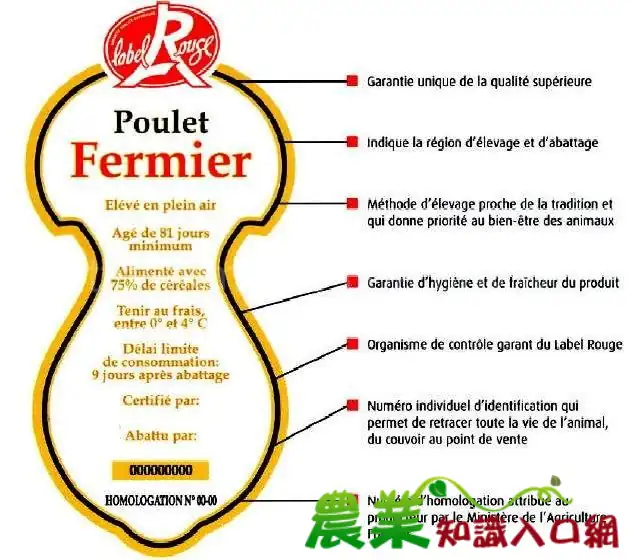 Label Rouge
Poulet
Fermier
Elévé en plein air
Agé de 81 jours
minimum
Alimenté avec
75% de céréales
Tenir au frais,
entre 0° et 4° C
Délai limite
de consommation:
9 jours après abattage
Certifié par:
Abattu par:
000000000
HOMOLOGATION N° 00-00
Garantie unique de la qualité supérieure
Indique la région d'élevage et d'abattage
Méthode d'élevage proche de la tradition et
qui donne priorité au bien-être des animaux
Garantie d'hygiène et de fraîcheur du produit
Organisme de contrôle garant du Label Rouge
Numéro individuel d'identification qui
permet de retracer toute la vie de l'animal,
du couvoir au point de vente
d'homologation attribué au
par le Ministère de l'Agriculture
農業
知識入口網